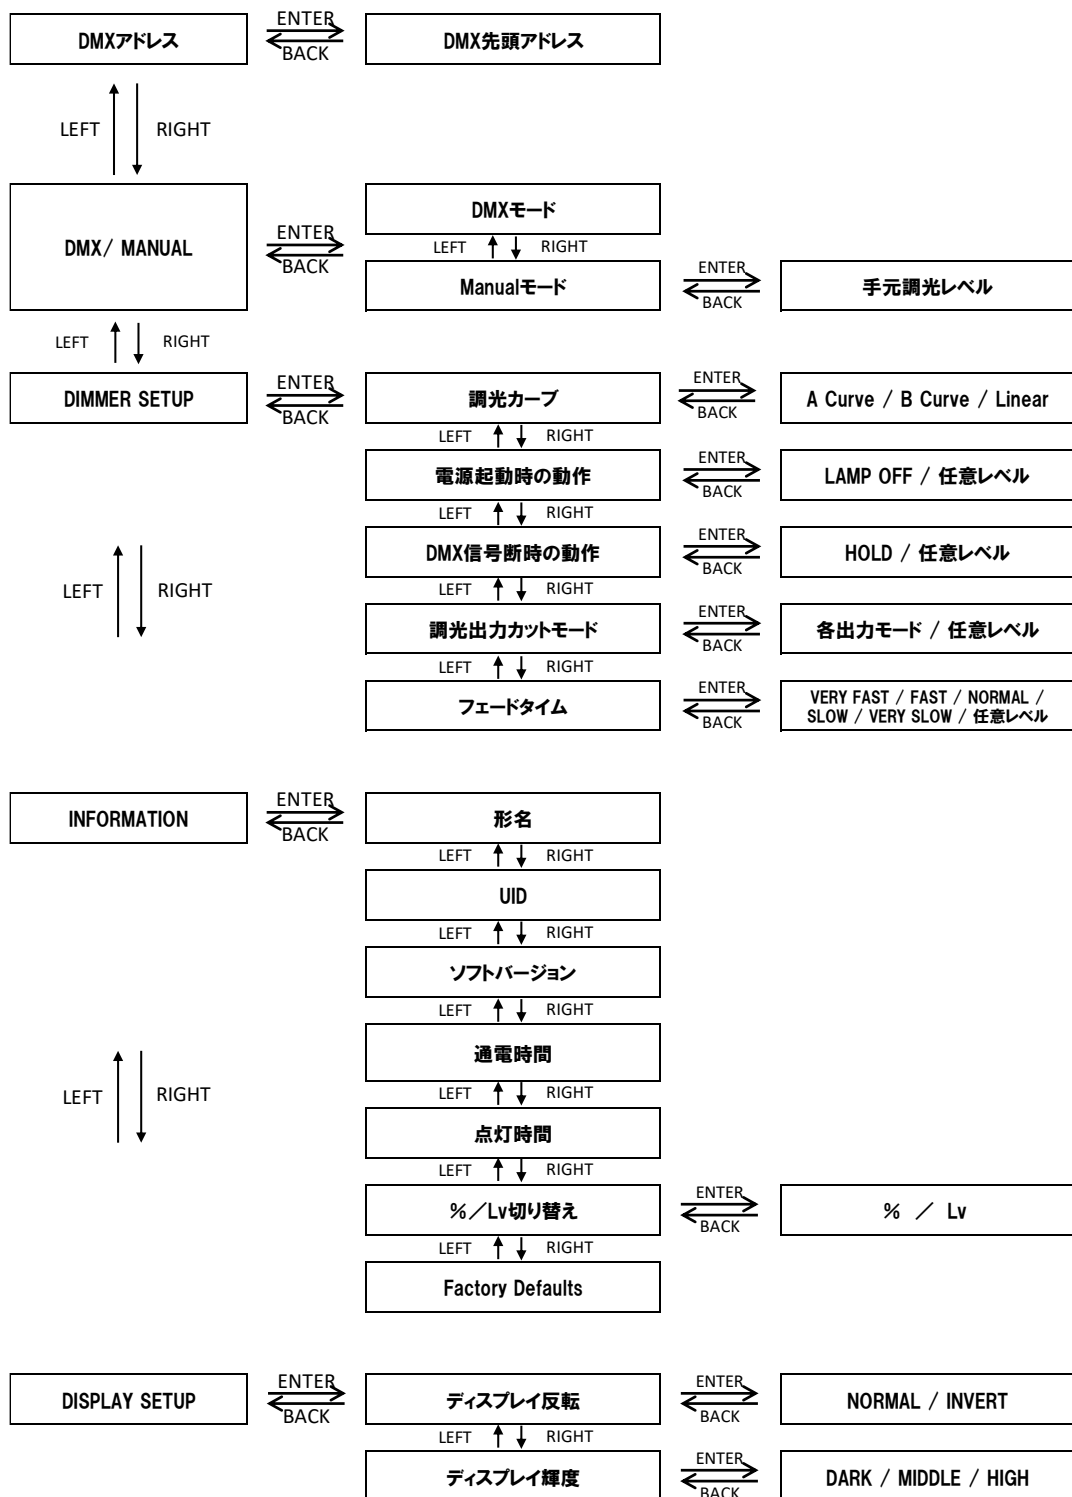 DMXアドレス
ENTER
BACK
DMX先頭アドレス
LEFT
RIGHT
DMX/ MANUAL
ENTER
BACK
DMXモード
LEFT
RIGHT
Manualモード
ENTER
BACK
手元調光レベル
LEFT
RIGHT
DIMMER SETUP
ENTER
BACK
調光カーブ
ENTER
BACK
A Curve / B Curve / Linear
LEFT
RIGHT
電源起動時の動作
ENTER
BACK
LAMP OFF / 任意レベル
LEFT
RIGHT
DMX信号断時の動作
ENTER
BACK
HOLD / 任意レベル
LEFT
RIGHT
LEFT
RIGHT
調光出力カットモード
ENTER
BACK
各出力モード / 任意レベル
LEFT
RIGHT
フェードタイム
ENTER
BACK
VERY FAST / FAST / NORMAL /
SLOW / VERY SLOW / 任意レベル
INFORMATION
ENTER
BACK
形名
LEFT
RIGHT
UID
LEFT
RIGHT
ソフトバージョン
LEFT
RIGHT
通電時間
LEFT
RIGHT
LEFT
RIGHT
点灯時間
LEFT
RIGHT
%／Lv切り替え
ENTER
BACK
% ／ Lv
LEFT
RIGHT
Factory Defaults
DISPLAY SETUP
ENTER
BACK
ディスプレイ反転
ENTER
BACK
NORMAL / INVERT
LEFT
RIGHT
ディスプレイ輝度
ENTER
BACK
DARK / MIDDLE / HIGH